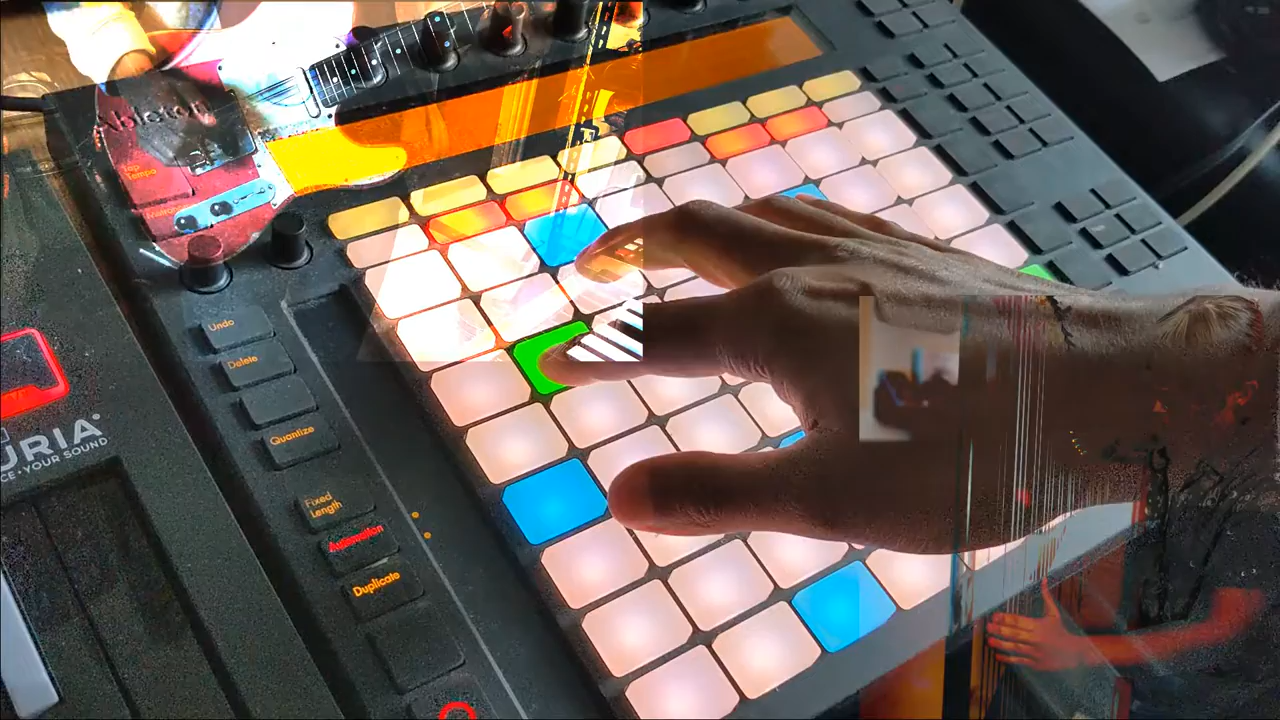 Ableton
Tap
Tempo
Undo
Delete
Quantize
URIA®
CE • YOUR SOUND
Fixed
Length
Automation
Duplicate